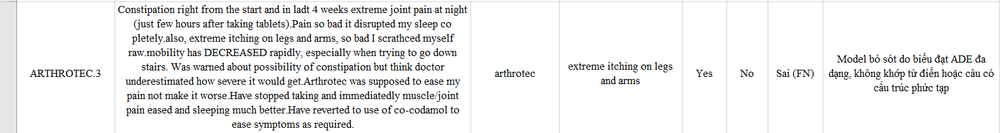 ARTHROTEC.3
Constipation right from the start and in ladt 4 weeks extreme joint pain at night
(just few hours after taking tablets).Pain so bad it disrupted my sleep co
pletely.also, extreme itching on legs and arms, so bad I scrathced myself
raw.mobility has DECREASED rapidly, especially when trying to go down
stairs. Was warned about possibility of constipation but think doctor
underestimated how severe it would get.Arthrotec was supposed to ease my
pain not make it worse.Have stopped taking and immediatedly muscle/joint
pain eased and sleeping much better.Have reverted to use of co-codamol to
ease symptoms as required.
arthrotec
extreme itching on legs
and arms
Yes
No
Sai (FN)
Model bỏ sót do biểu đạt ADE đa
dạng, không khớp từ điển hoặc câu có
cấu trúc phức tạp